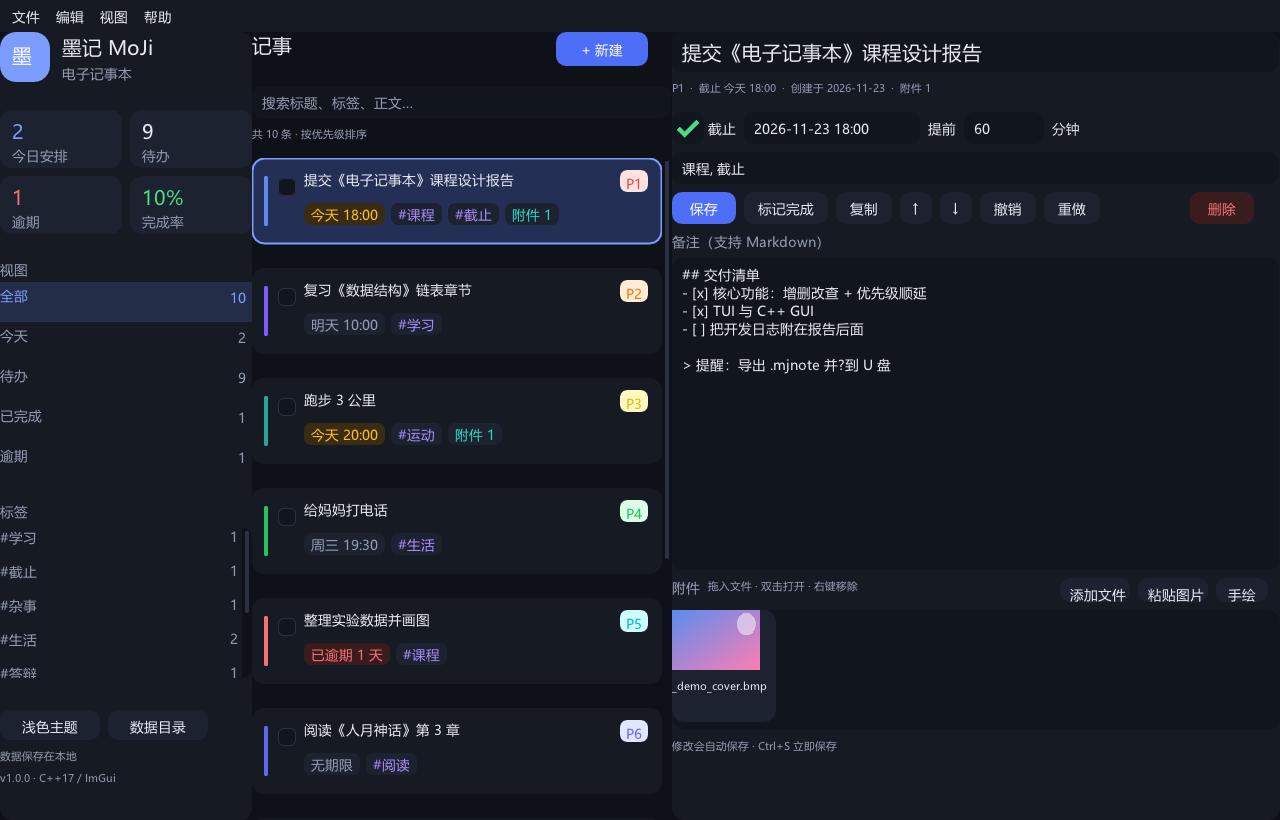 文件 编辑 视图 帮助
墨
墨记 MoJi
电子记事本
2
今日安排
9
待办
1
逾期
10%
完成率
视图
全部 10
今天 2
待办 9
已完成 1
逾期 1
标签
#学习 1
#截止 1
#杂事 1
#生活 2
#答辩 1
浅色主题 数据目录
数据保存在本地
v1.0.0 · C++17 / ImGui
记事
+ 新建
搜索标题、标签、正文...
共 10 条 · 按优先级排序
提交《电子记事本》课程设计报告 P1
今天 18:00 #课程 #截止 附件 1
复习《数据结构》链表章节 P2
明天 10:00 #学习
跑步 3 公里 P3
今天 20:00 #运动 附件 1
给妈妈打电话 P4
周三 19:30 #生活
整理实验数据并画图 P5
已逾期 1 天 #课程
阅读《人月神话》第 3 章 P6
无期限 #阅读
提交《电子记事本》课程设计报告
P1 · 截止 今天 18:00 · 创建于 2026-11-23 · 附件 1
截止 2026-11-23 18:00 提前 60 分钟
课程, 截止
保存 标记完成 复制 ↑ ↓ 撤销 重做 删除
备注（支持 Markdown）
## 交付清单
- [x] 核心功能：增删改查 + 优先级顺延
- [x] TUI 与 C++ GUI
- [ ] 把开发日志附在报告后面
> 提醒：导出 .mjnote 并?到 U 盘
附件 拖入文件 · 双击打开 · 右键移除 添加文件 粘贴图片 手绘
_demo_cover.bmp
修改会自动保存 · Ctrl+S 立即保存